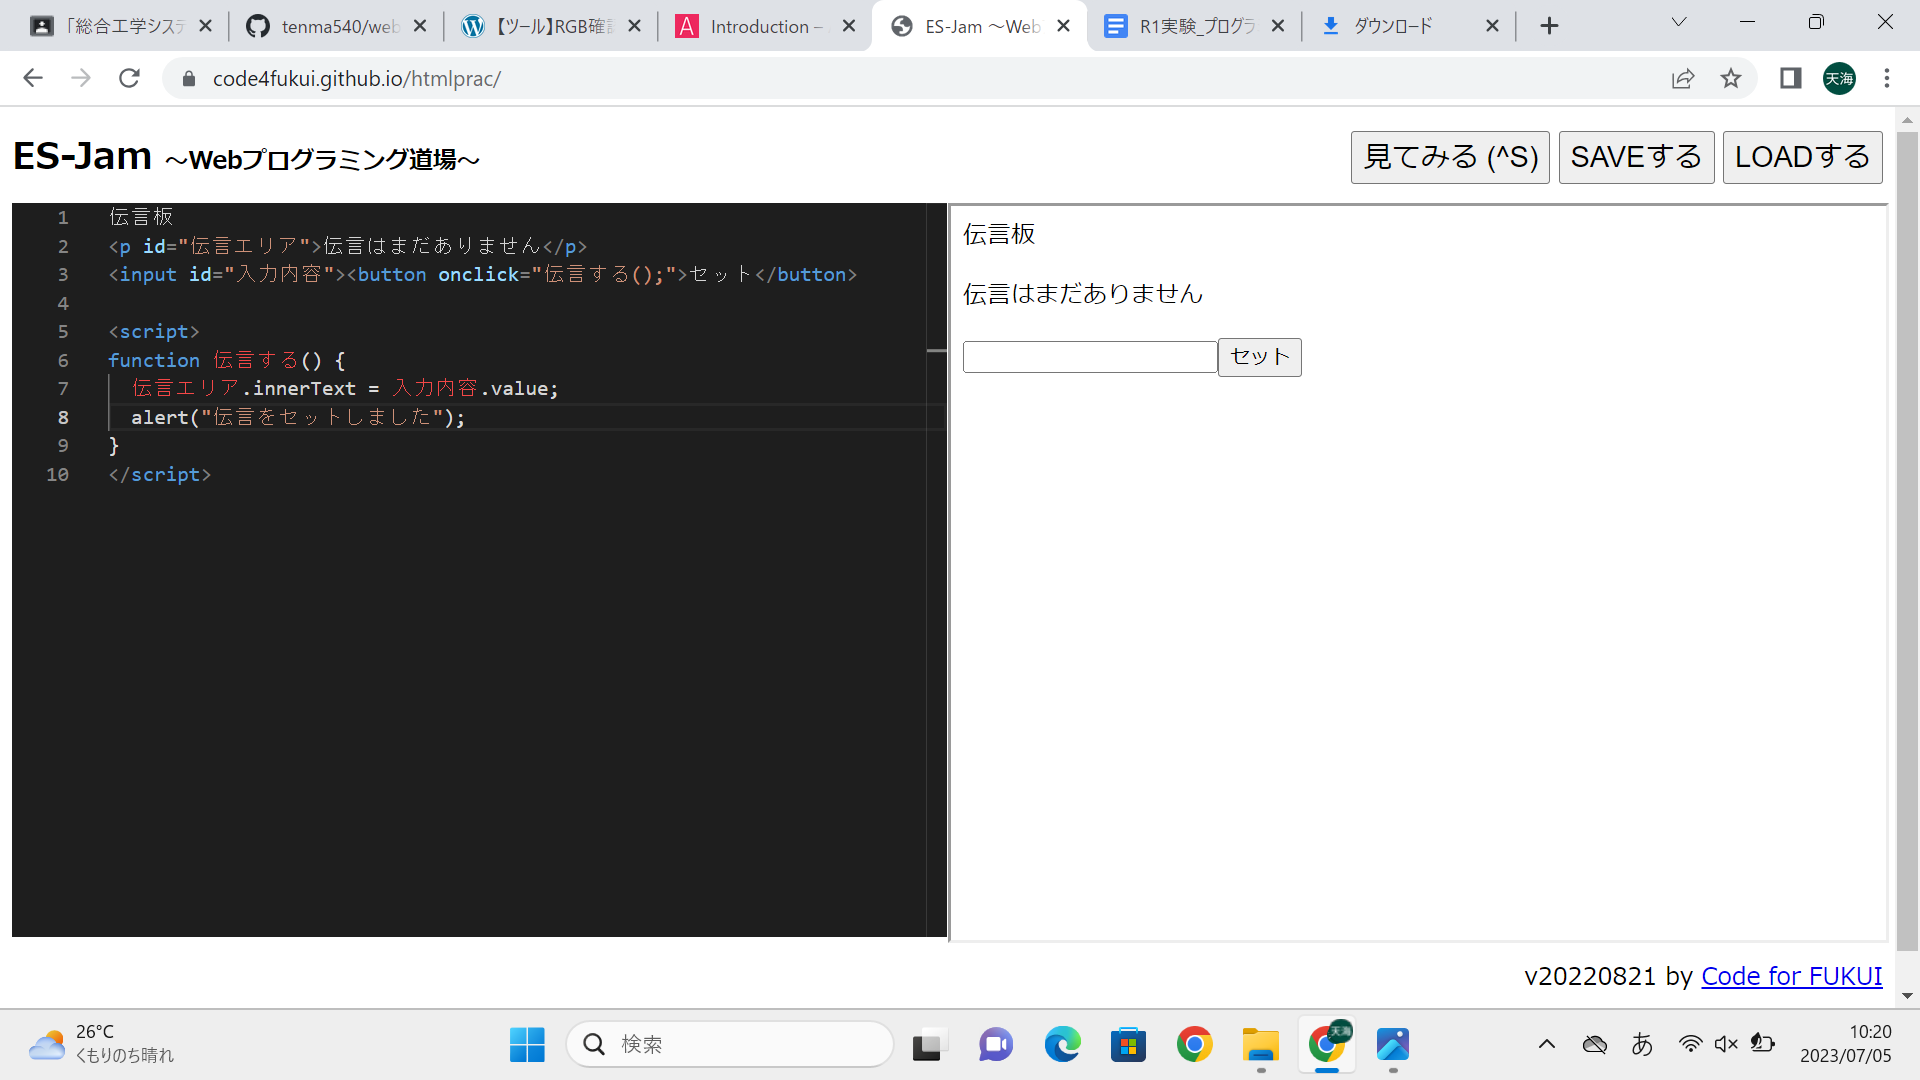 「総合工学システ
tenma540/web
【ツール】RGB確認
Introduction –
ES-Jam ～Web
R1実験_プログラ
ダウンロード
code4fukui.github.io/htmlprac/
天海
ES-Jam ～Webプログラミング道場～
見てみる (^S)
SAVEする
LOADする
1 伝言板
2 <p id="伝言エリア">伝言はまだありません</p>
3 <input id="入力内容"><button onclick="伝言する();">セット</button>
4
5 <script>
6 function 伝言する() {
7 伝言エリア.innerText = 入力内容.value;
8 alert("伝言をセットしました");
9 }
10 </script>
伝言板
伝言はまだありません
セット
v20220821 by Code for FUKUI
26°C
くもりのち晴れ
検索
天海
あ
10:20
2023/07/05